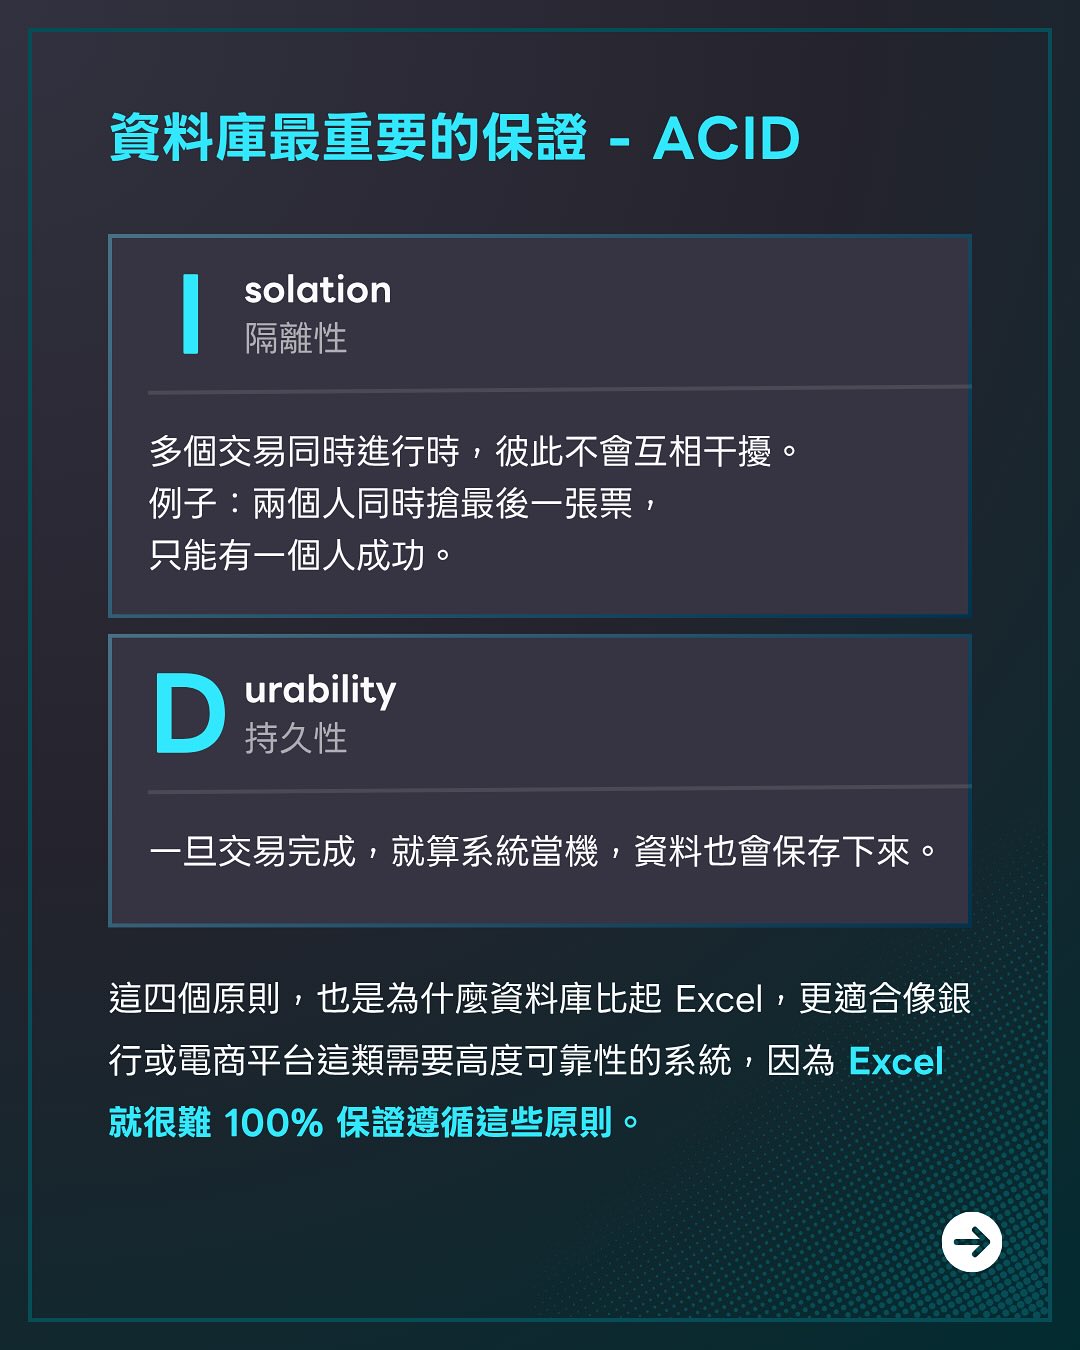 資料庫最重要的保證 - ACID
Isolation
隔離性
多個交易同時進行時，彼此不會互相干擾。
例子：兩個人同時搶最後一張票，
只能有一個人成功。
Durability
持久性
一旦交易完成，就算系統當機，資料也會保存下來。
這四個原則，也是為什麼資料庫比起 Excel，更適合像銀
行或電商平台這類需要高度可靠性的系統，因為 Excel
就很難 100% 保證遵循這些原則。